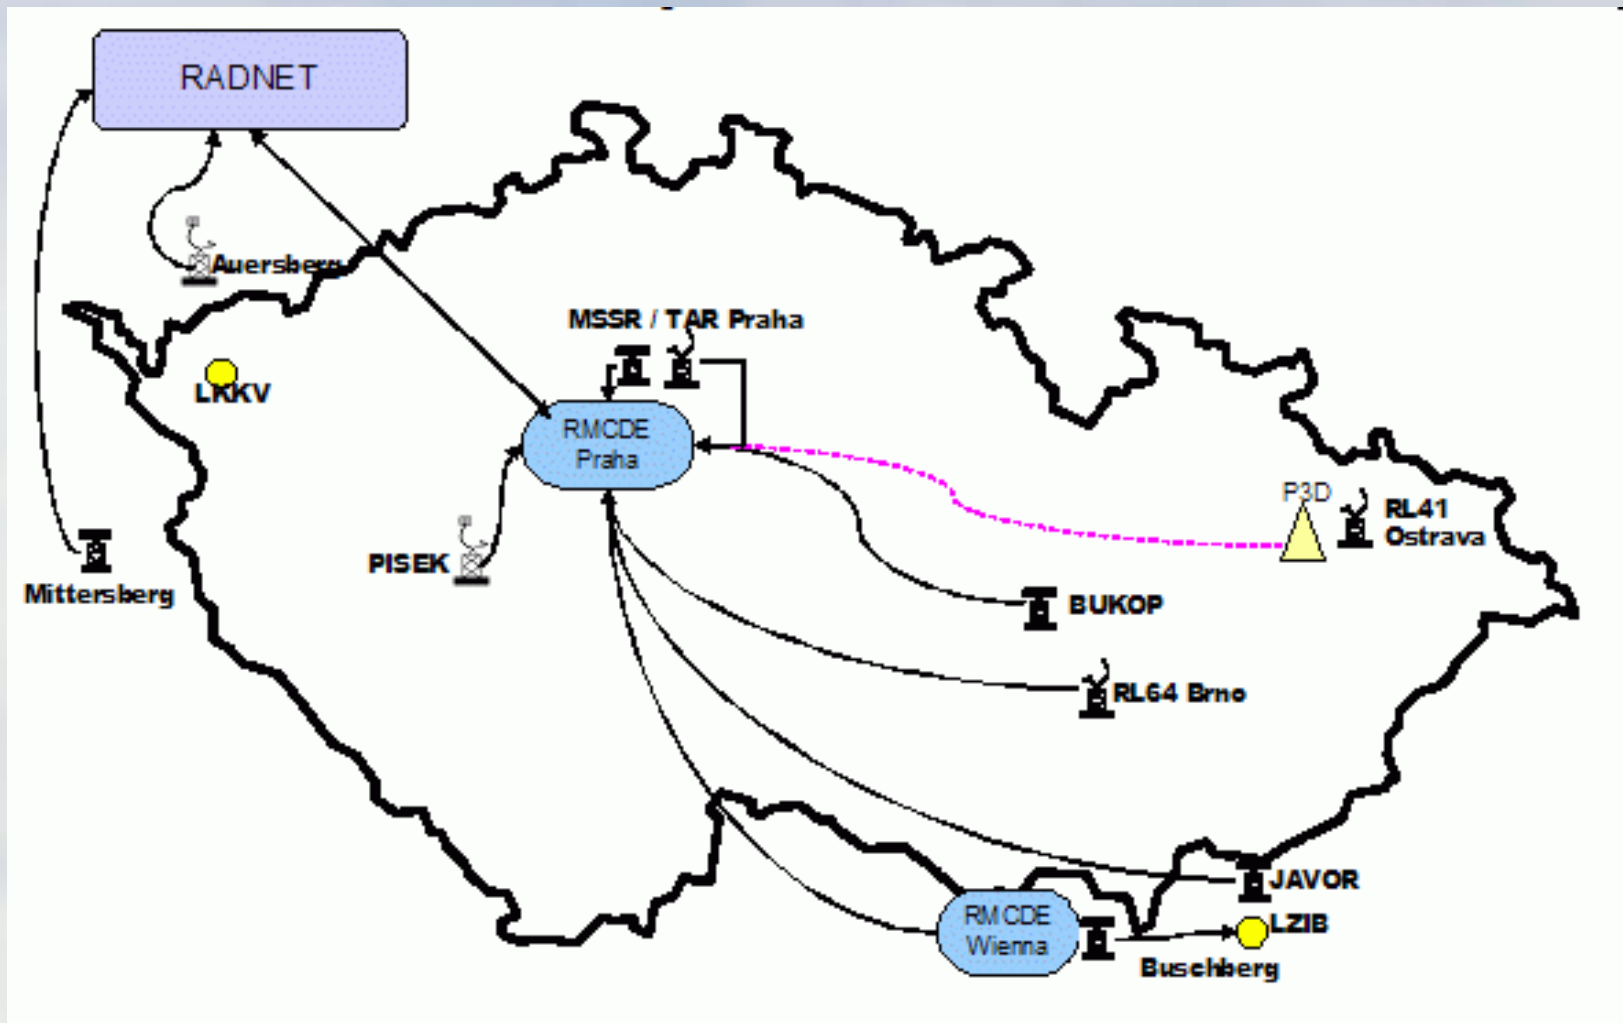 RADNET
Auersberg
MSSR / TAR Praha
LKKV
RMCDE
Praha
P3D
RL41
Ostrava
PISEK
Mittersberg
BUKOP
RL64 Brno
JAVOR
RMCDE
Wienna
LZIB
Buschberg